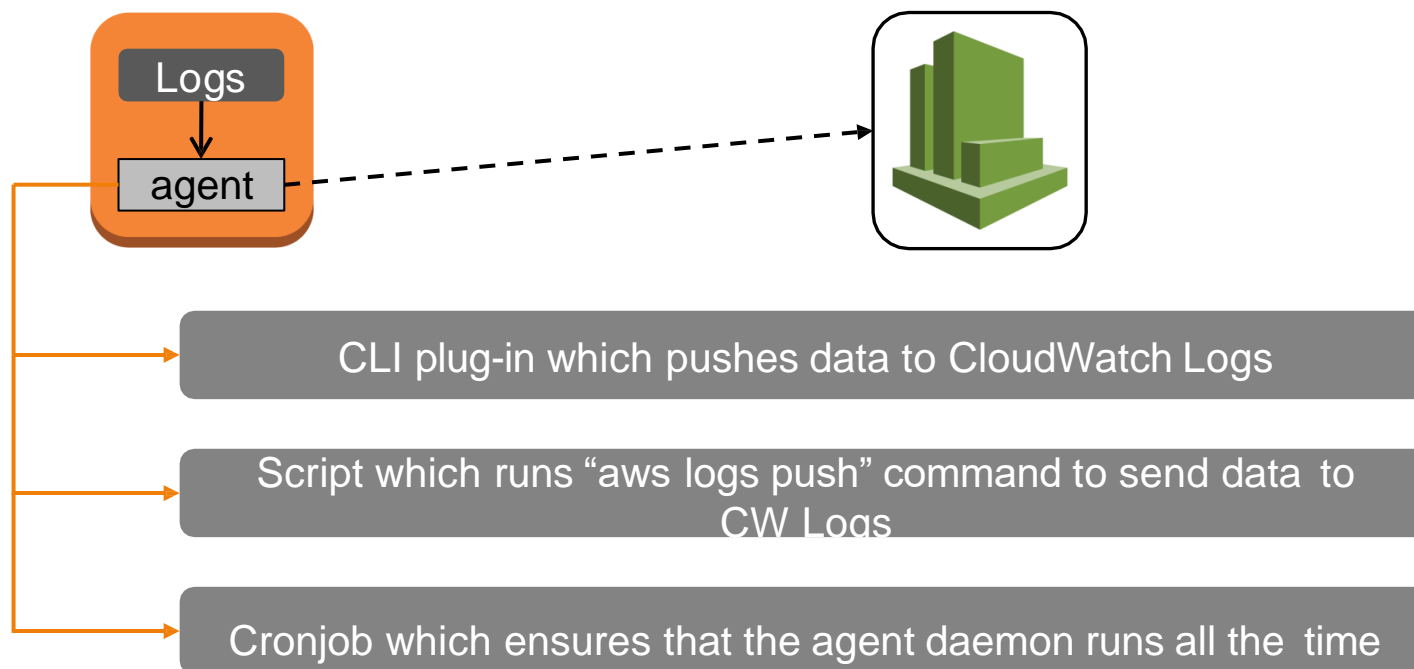 Logs
agent
CLI plug-in which pushes data to CloudWatch Logs
Script which runs “aws logs push” command to send data to
CW Logs
Cronjob which ensures that the agent daemon runs all the time